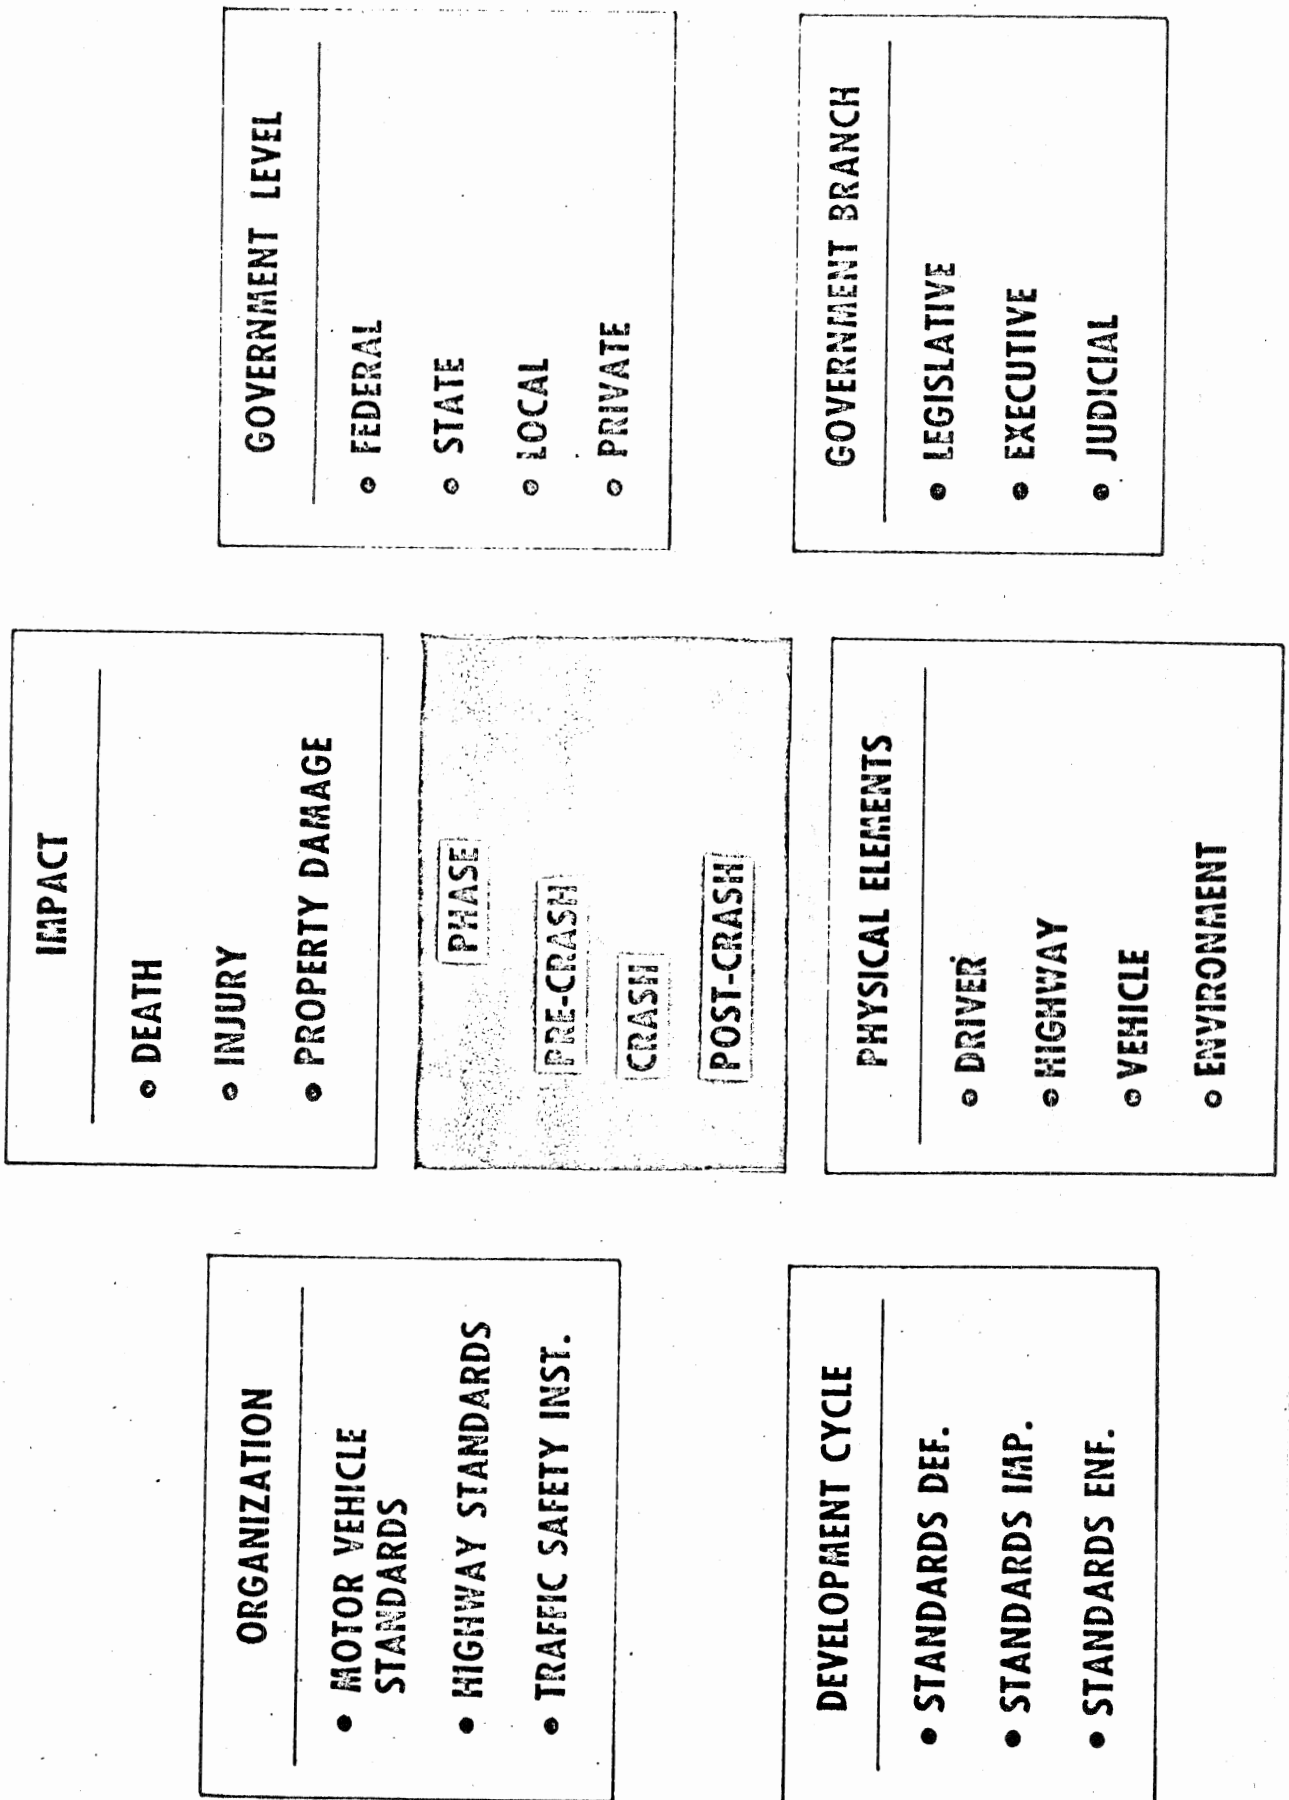 IMPACT
• DEATH
• INJURY
• PROPERTY DAMAGE
ORGANIZATION
• MOTOR VEHICLE
STANDARDS
• HIGHWAY STANDARDS
• TRAFFIC SAFETY INST.
PHASE
PRE-CRASH
CRASH
POST-CRASH
GOVERNMENT LEVEL
• FEDERAL
• STATE
• LOCAL
• PRIVATE
DEVELOPMENT CYCLE
• STANDARDS DEF.
• STANDARDS IMP.
• STANDARDS ENF.
PHYSICAL ELEMENTS
• DRIVER
• HIGHWAY
• VEHICLE
• ENVIRONMENT
GOVERNMENT BRANCH
• LEGISLATIVE
• EXECUTIVE
• JUDICIAL